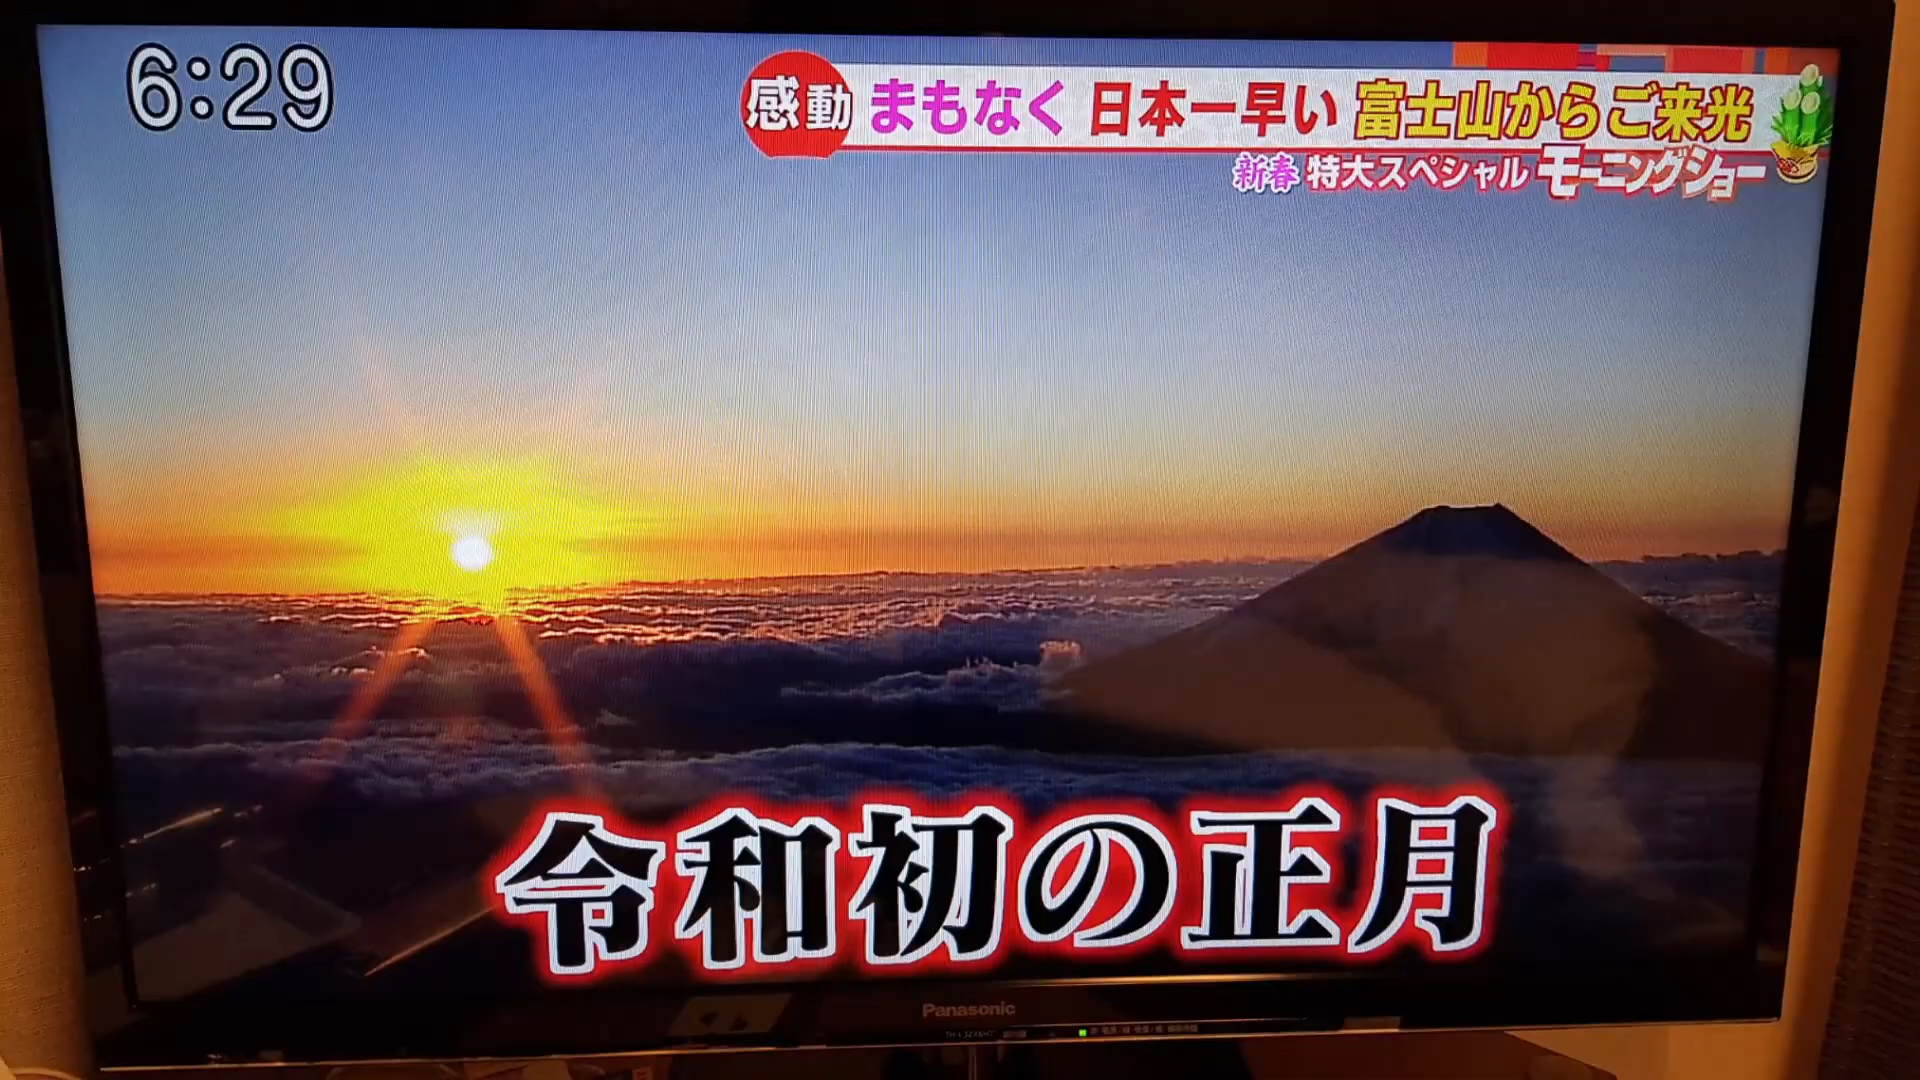 6:29
感動 まもなく 日本一早い 富士山からご来光
新春 特大スペシャル モーニングショー
令和初の正月
Panasonic